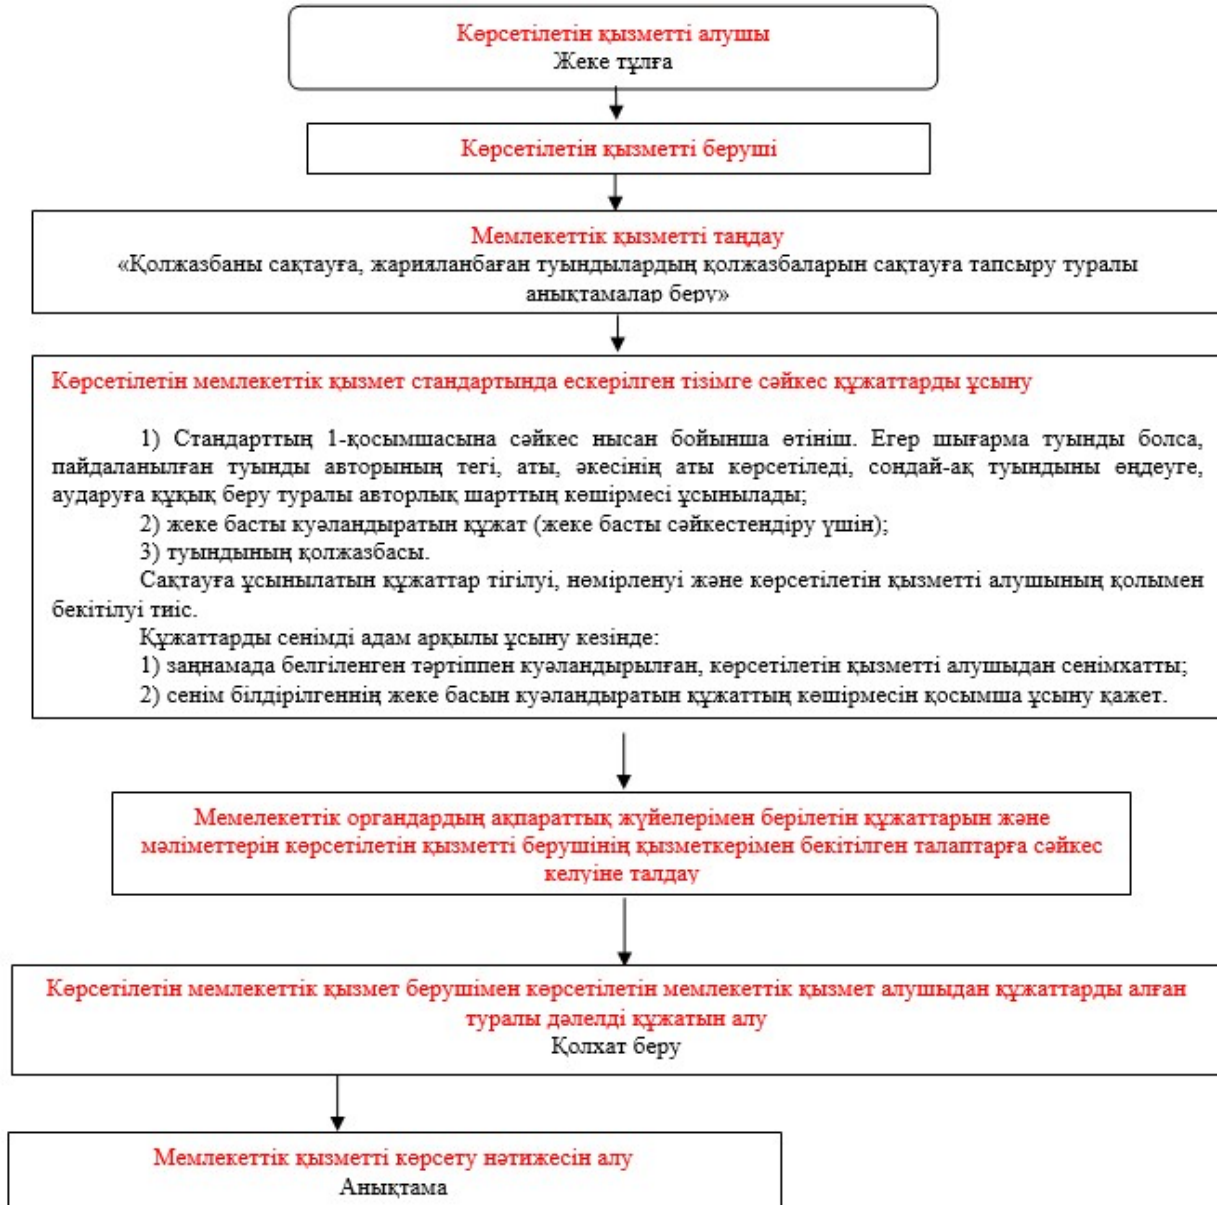 Көрсетілетін қызметті алушы
Жеке тұлға
Көрсетілетін қызметті беруші
Мемлекеттік қызметті таңдау
«Қолжазбаны сақтауға, жарияланбаған туындылардың қолжазбаларын сақтауға тапсыру туралы
анықтамалар беру»
Көрсетілетін мемлекеттік қызмет стандартында ескерілген тізімге сәйкес құжаттарды ұсыну
1) Стандарттың 1-қосымшасына сәйкес нысан бойынша өтініш. Егер шығарма туынды болса,
пайдаланылған туынды авторының тегі, аты, әкесінің аты көрсетіледі, сондай-ақ туындыны өңдеуге,
аударуға құқық беру туралы авторлық шарттың көшірмесі ұсынылады;
2) жеке басты куәландыратын құжат (жеке басты сәйкестендіру үшін);
3) туындының қолжазбасы.
Сақтауға ұсынылатын құжаттар тігілуі, нөмірленуі және көрсетілетін қызметті алушының қолымен
бекітілуі тиіс.
Құжаттарды сенімді адам арқылы ұсыну кезінде:
1) заңнамада белгіленген тәртіппен куәландырылған, көрсетілетін қызметті алушыдан сенімхатты;
2) сенім білдірілгеннің жеке басын куәландыратын құжаттың көшірмесін қосымша ұсыну қажет.
Мемелекеттік органдардың ақпараттық жүйелерімен берілетін құжаттарын және
мәліметтерін көрсетілетін қызметті берушінің қызметкерімен бекітілген талаптарға сәйкес
келуіне талдау
Көрсетілетін мемлекеттік қызмет берушімен көрсетілетін мемлекеттік қызмет алушыдан құжаттарды алған
туралы дәлелді құжатын алу
Қолхат беру
Мемлекеттік қызметті көрсету нәтижесін алу
Анықтама